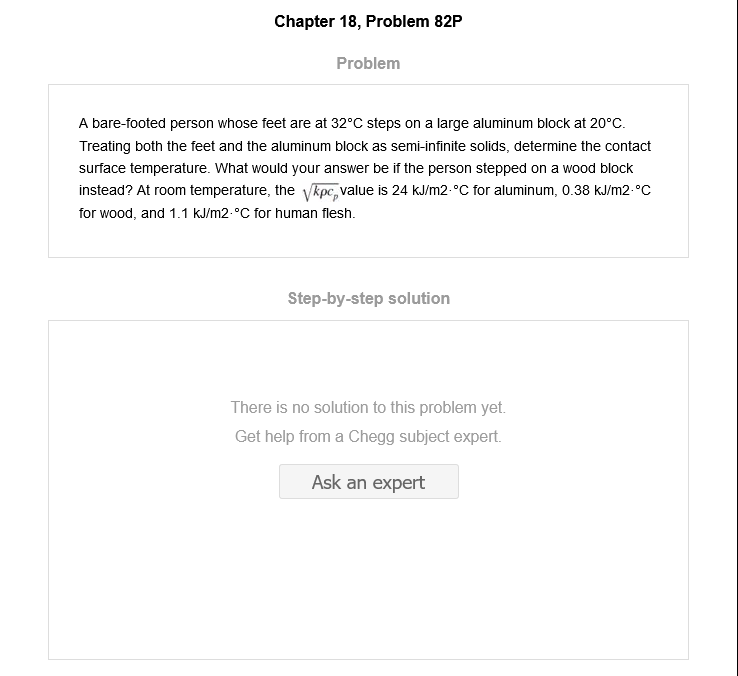 Chapter 18, Problem 82P
Problem
A bare-footed person whose feet are at 32°C steps on a large aluminum block at 20°C.
Treating both the feet and the aluminum block as semi-infinite solids, determine the contact
surface temperature. What would your answer be if the person stepped on a wood block
instead? At room temperature, the √kpc_p value is 24 kJ/m2·°C for aluminum, 0.38 kJ/m2·°C
for wood, and 1.1 kJ/m2·°C for human flesh.
Step-by-step solution
There is no solution to this problem yet.
Get help from a Chegg subject expert.
Ask an expert